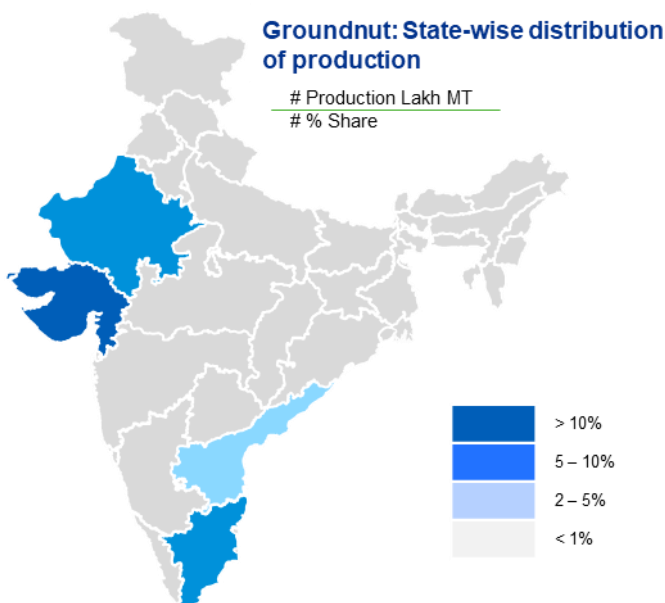 Groundnut: State-wise distribution
of production
# Production Lakh MT
# % Share
> 10%
5 – 10%
2 – 5%
< 1%